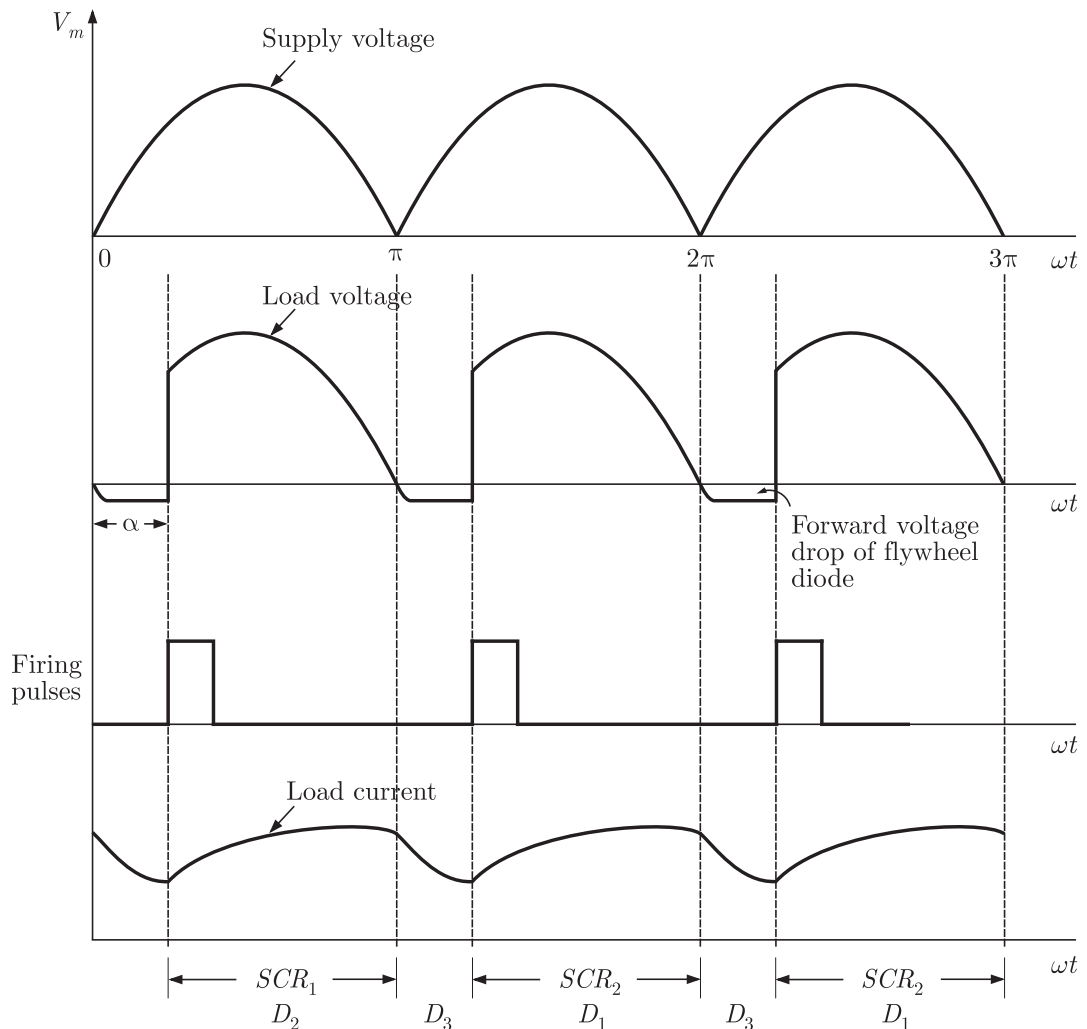 V_m
Supply voltage
0
π
2π
3π
ωt
Load voltage
α
ωt
Forward voltage
drop of flywheel
diode
Firing
pulses
ωt
Load current
ωt
SCR_1
SCR_2
SCR_2
D_2
D_3
D_1
D_3
D_1